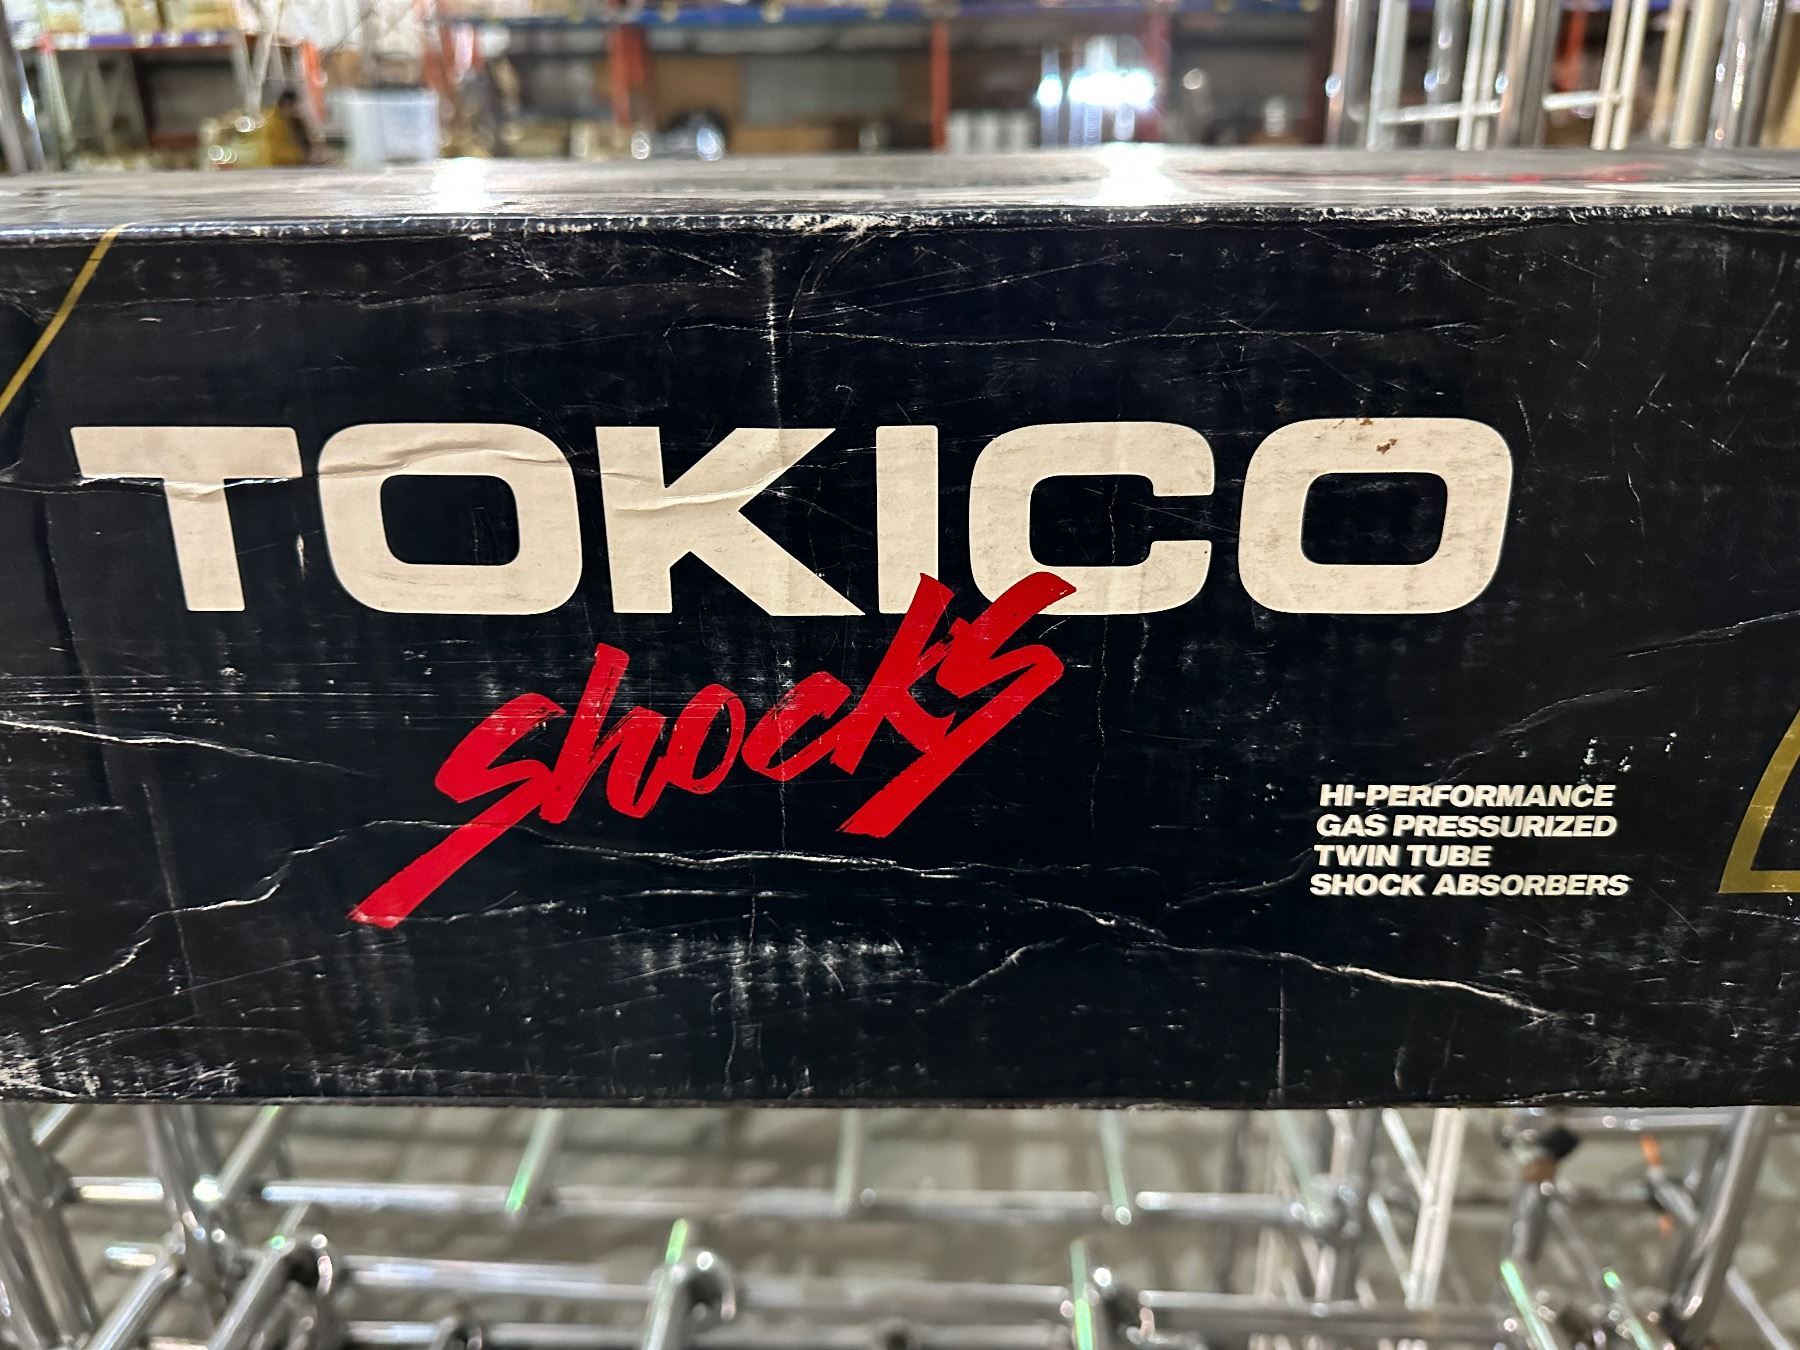 TOKICO
shocks
HI-PERFORMANCE
GAS PRESSURIZED
TWIN TUBE
SHOCK ABSORBERS